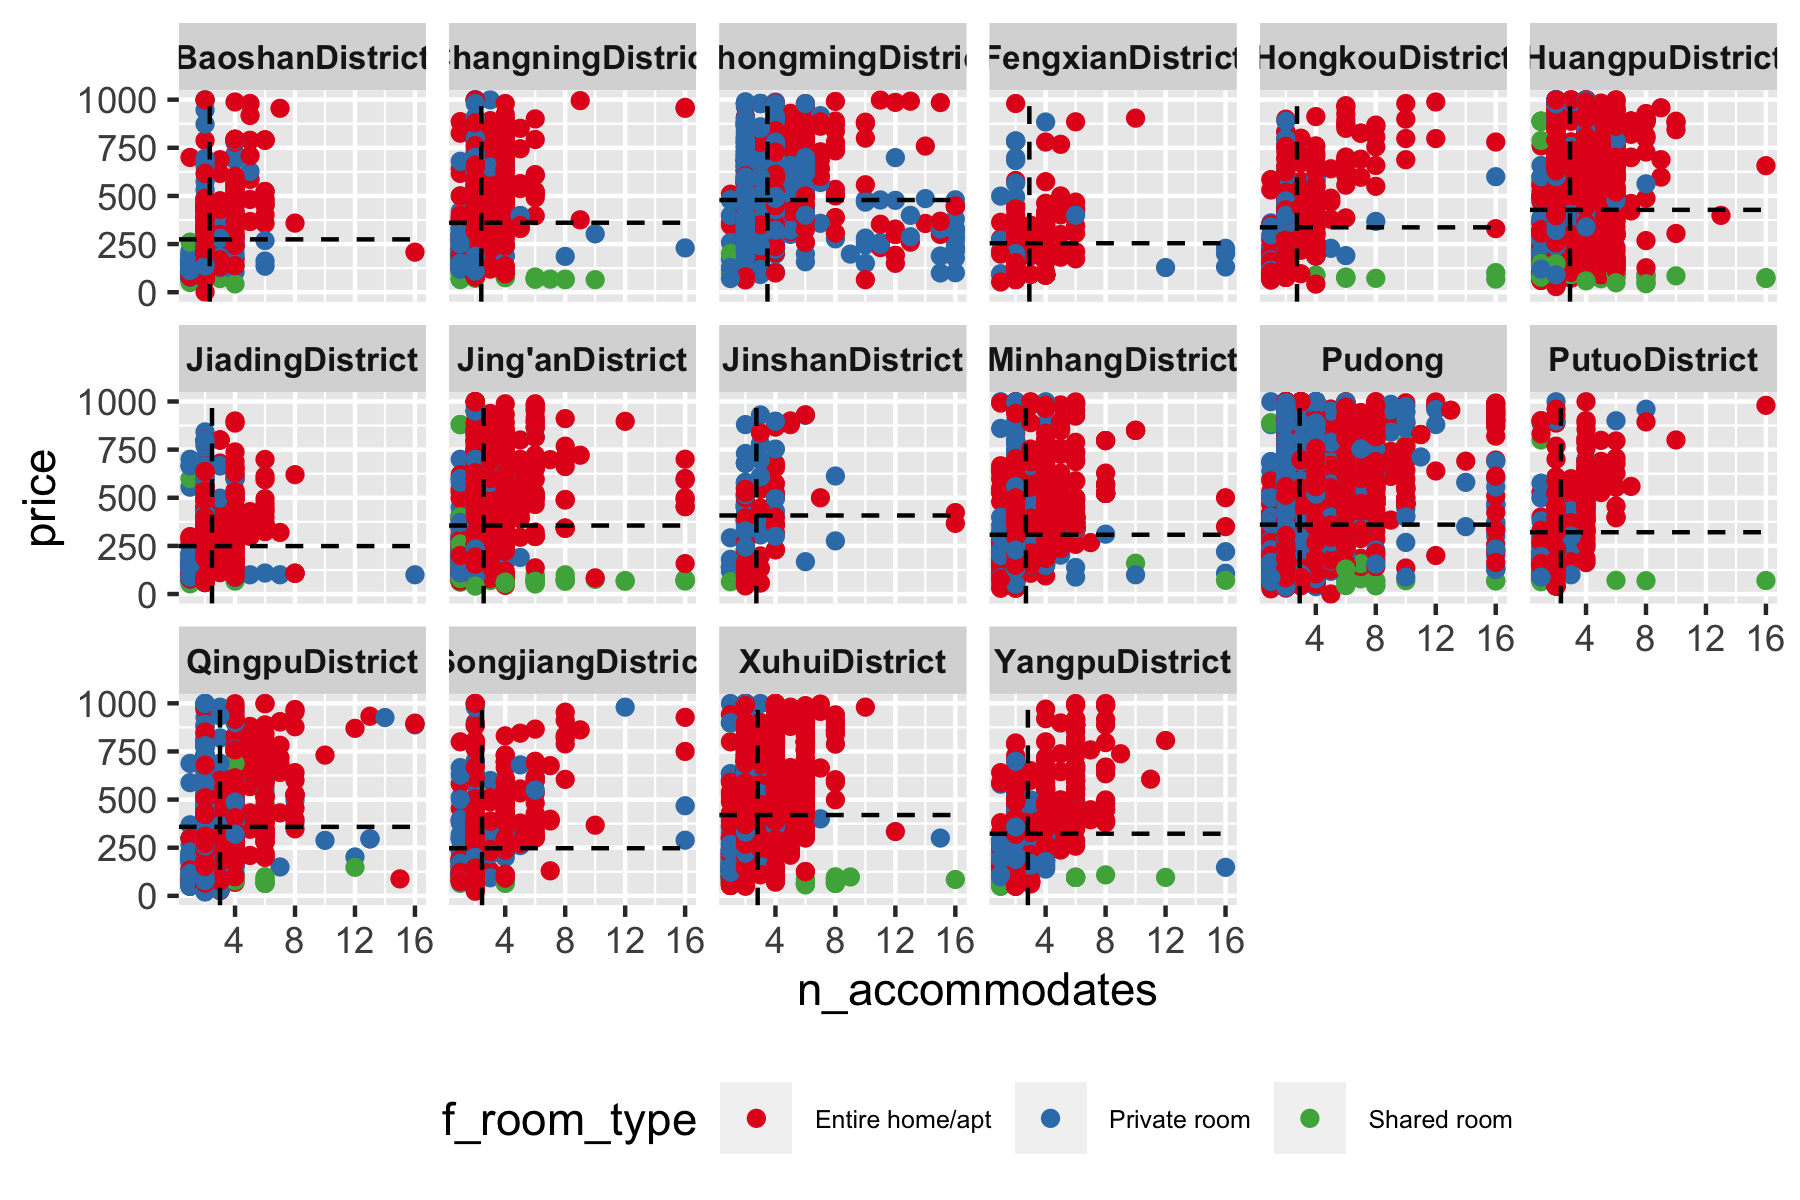 BaoshanDistrict hangningDistric hongmingDistric FengxianDistrict HongkouDistrict HuangpuDistrict
1000
750
500
250
0
JiadingDistrict Jing'anDistrict JinshanDistrict MinhangDistrict Pudong PutuoDistrict
1000
750
500
250
0
4 8 12 16 4 8 12 16
QingpuDistrict SongjiangDistric XuhuiDistrict YangpuDistrict
1000
750
500
250
0
4 8 12 16 4 8 12 16 4 8 12 16 4 8 12 16
price
n_accommodates
f_room_type Entire home/apt Private room Shared room